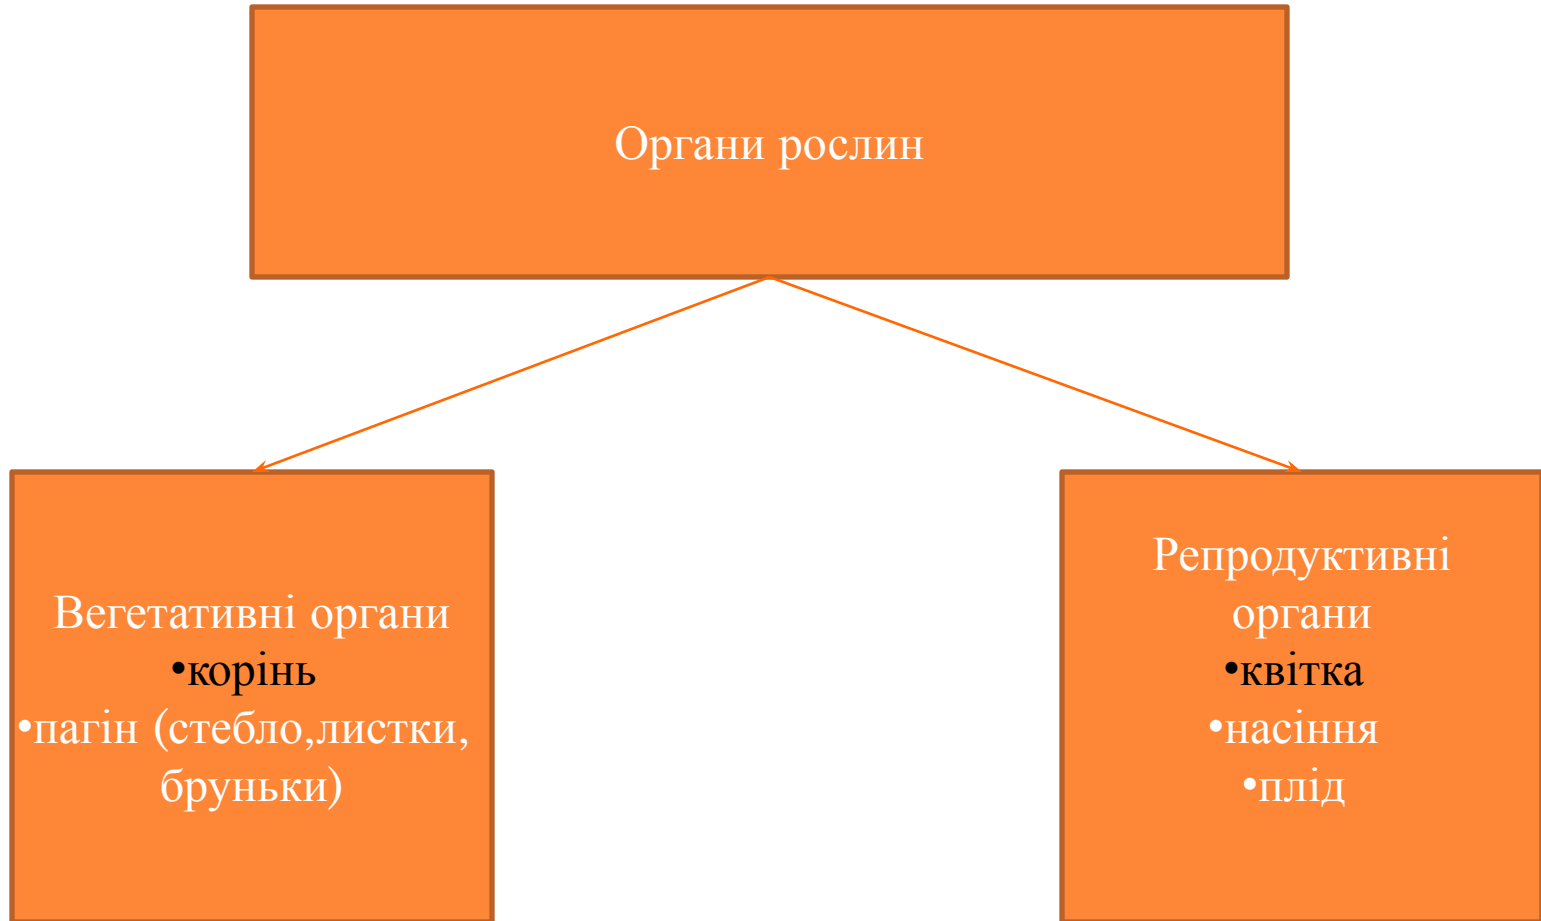 Органи рослин
Вегетативні органи
•корінь
•пагін (стебло,листки,
бруньки)
Репродуктивні
органи
•квітка
•насіння
•плід